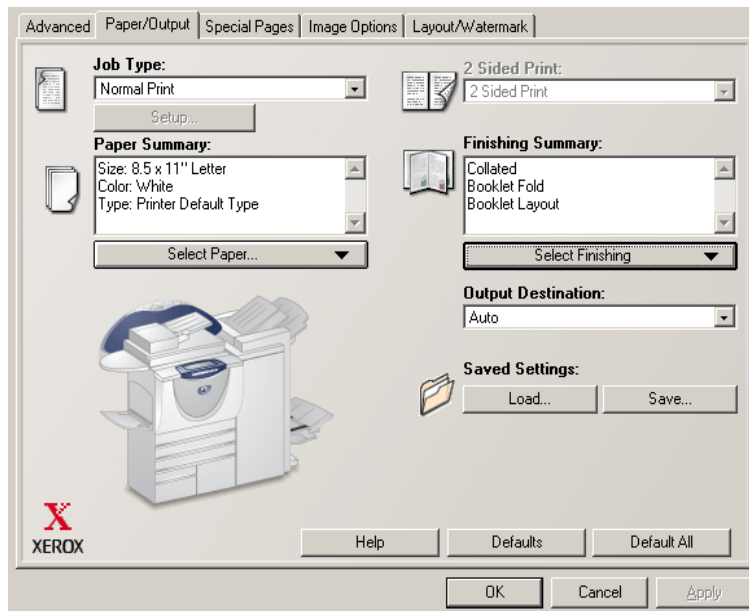 Advanced
Paper/Output
Special Pages
Image Options
Layout/Watermark
Job Type:
Normal Print
Setup...
Paper Summary:
Size: 8.5 x 11" Letter
Color: White
Type: Printer Default Type
Select Paper...
2 Sided Print:
2 Sided Print
Finishing Summary:
Collated
Booklet Fold
Booklet Layout
Select Finishing
Output Destination:
Auto
Saved Settings:
Load...
Save...
X
XEROX
Help
Defaults
Default All
OK
Cancel
Apply